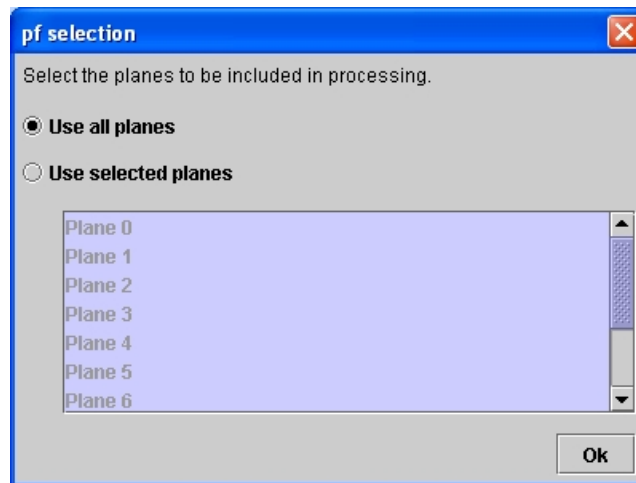 pf selection
Select the planes to be included in processing.
Use all planes
Use selected planes
Plane 0
Plane 1
Plane 2
Plane 3
Plane 4
Plane 5
Plane 6
Ok